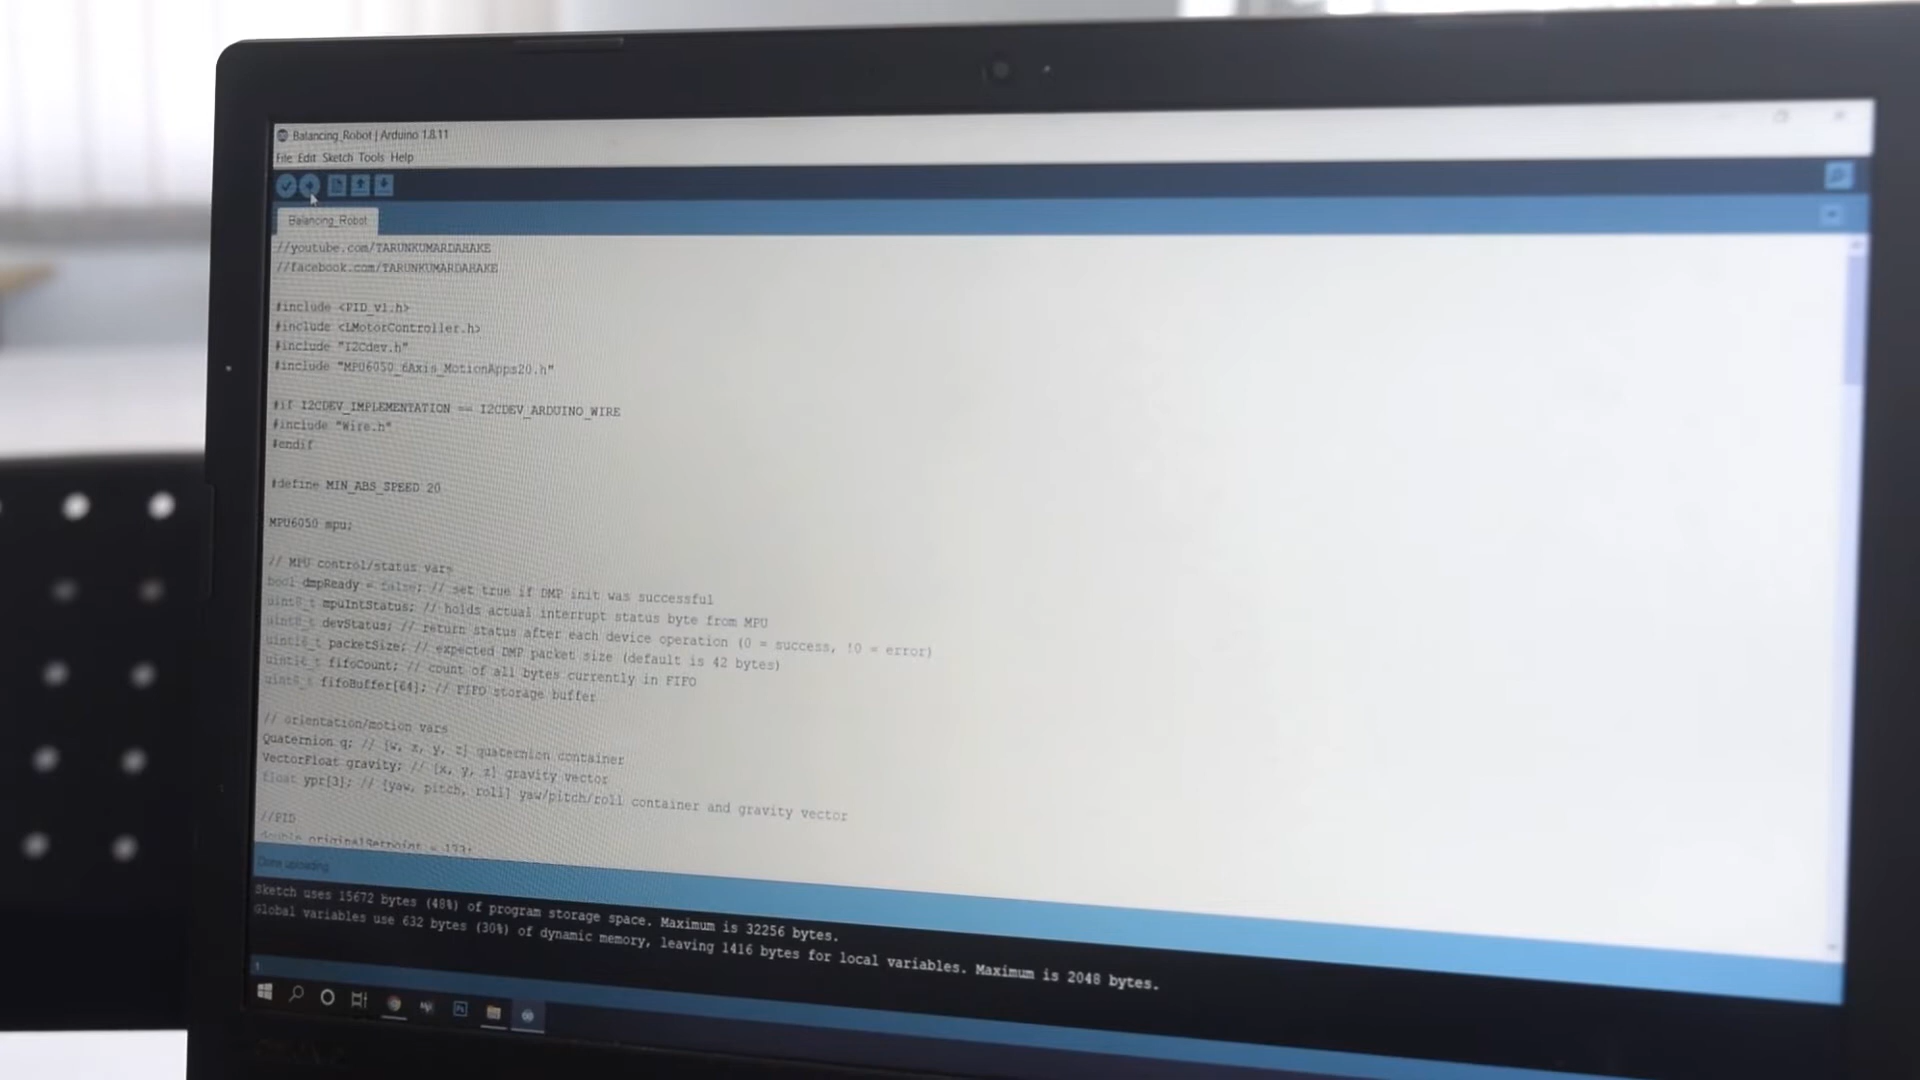 Balancing_Robot | Arduino 1.8.11
File Edit Sketch Tools Help
Balancing_Robot
//youtube.com/TARUNKUMARDAHAKE
//facebook.com/TARUNKUMARDAHAKE
#include <PID_v1.h>
#include <LMotorController.h>
#include "I2Cdev.h"
#include "MPU6050_6Axis_MotionApps20.h"
#if I2CDEV_IMPLEMENTATION == I2CDEV_ARDUINO_WIRE
#include "Wire.h"
#endif
#define MIN_ABS_SPEED 20
MPU6050 mpu;
// MPU control/status vars
bool dmpReady = false; // set true if DMP init was successful
uint8_t mpuIntStatus; // holds actual interrupt status byte from MPU
uint8_t devStatus; // return status after each device operation (0 = success, !0 = error)
uint16_t packetSize; // expected DMP packet size (default is 42 bytes)
uint16_t fifoCount; // count of all bytes currently in FIFO
uint8_t fifoBuffer[64]; // FIFO storage buffer
// orientation/motion vars
Quaternion q; // [w, x, y, z] quaternion container
VectorFloat gravity; // [x, y, z] gravity vector
float ypr[3]; // [yaw, pitch, roll] yaw/pitch/roll container and gravity vector
//PID
double originalSetpoint = 173;
Done uploading.
Sketch uses 15672 bytes (48%) of program storage space. Maximum is 32256 bytes.
Global variables use 632 bytes (30%) of dynamic memory, leaving 1416 bytes for local variables. Maximum is 2048 bytes.
1